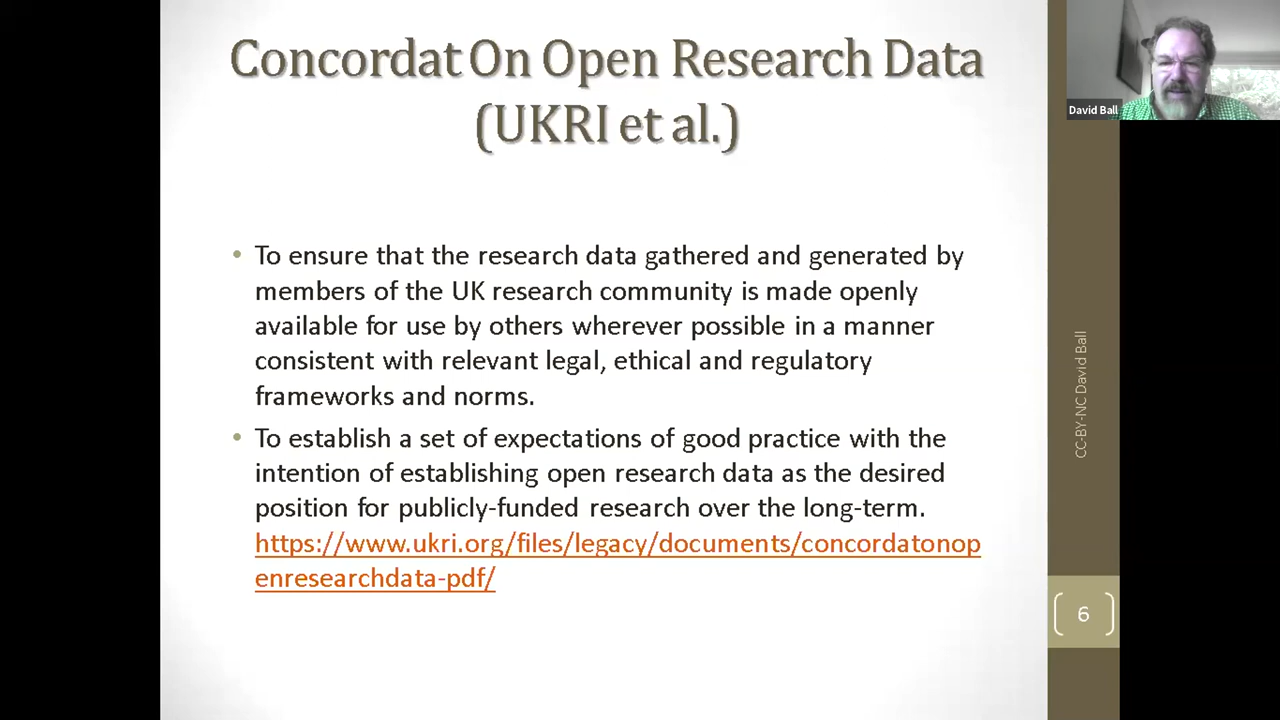 Concordat On Open Research Data
(UKRI et al.)
David Ball
• To ensure that the research data gathered and generated by
members of the UK research community is made openly
available for use by others wherever possible in a manner
consistent with relevant legal, ethical and regulatory
frameworks and norms.
• To establish a set of expectations of good practice with the
intention of establishing open research data as the desired
position for publicly-funded research over the long-term.
https://www.ukri.org/files/legacy/documents/concordatonop
enresearchdata-pdf/
CC-BY-NC David Ball
6